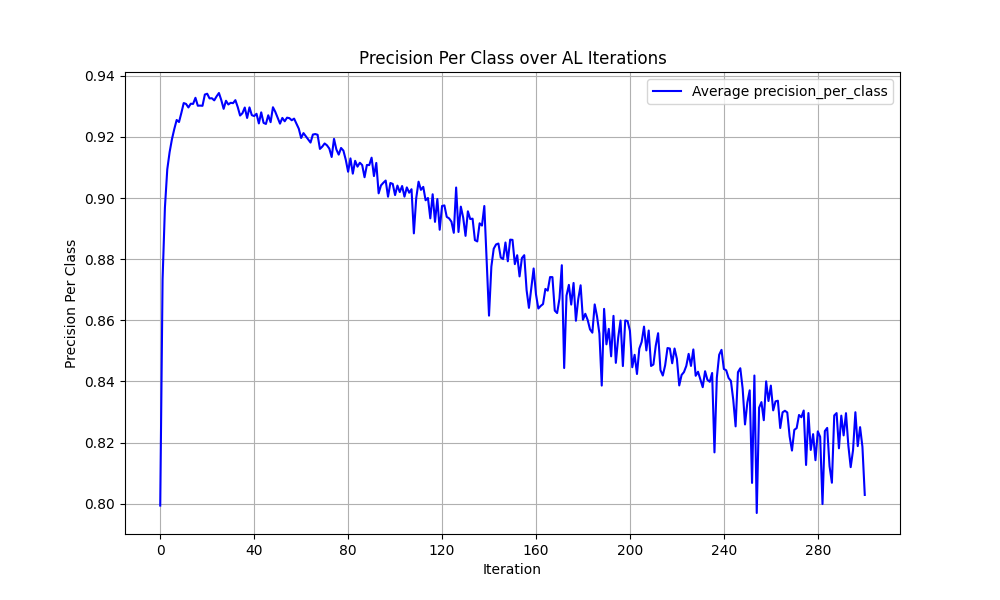 Precision Per Class over AL Iterations
Average precision_per_class
Precision Per Class
0.94
0.92
0.90
0.88
0.86
0.84
0.82
0.80
0 40 80 120 160 200 240 280
Iteration